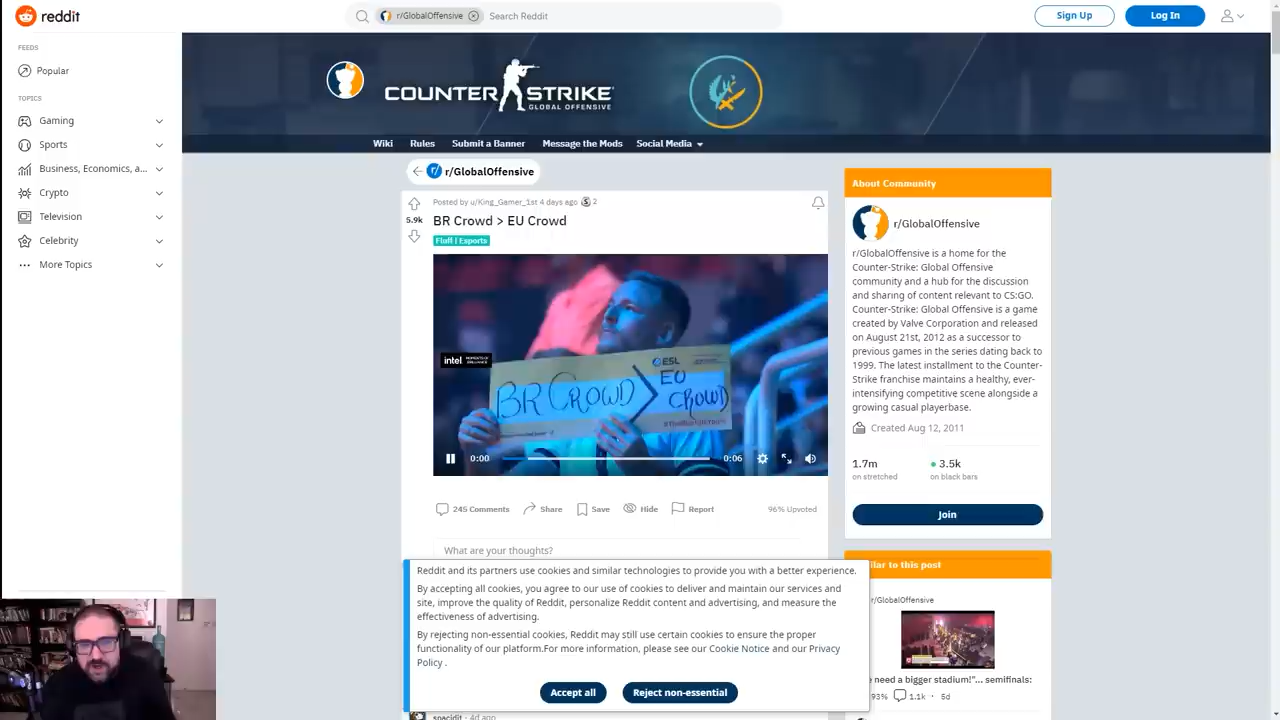 reddit
r/GlobalOffensive
Search Reddit
Sign Up
Log In
FEEDS
Popular
TOPICS
Gaming
Sports
Business, Economics, a...
Crypto
Television
Celebrity
More Topics
COUNTER STRIKE
GLOBAL OFFENSIVE
Wiki
Rules
Submit a Banner
Message the Mods
Social Media
r/GlobalOffensive
5.9k
Posted by u/King_Gamer_1st 4 days ago
2
BR Crowd > EU Crowd
Fluff | Esports
intel
ESL
BR CROWD > EU CROWD
0:00
0:06
245 Comments
Share
Save
Hide
Report
96% Upvoted
What are your thoughts?
About Community
r/GlobalOffensive
r/GlobalOffensive is a home for the
Counter-Strike: Global Offensive
community and a hub for the discussion
and sharing of content relevant to CS:GO.
Counter-Strike: Global Offensive is a game
created by Valve Corporation and released
on August 21st, 2012 as a successor to
previous games in the series dating back to
1999. The latest installment to the Counter-
Strike franchise maintains a healthy, ever-
intensifying competitive scene alongside a
growing casual playerbase.
Created Aug 12, 2011
1.7m
on stretched
3.5k
on black bars
Join
ilar to this post
r/GlobalOffensive
need a bigger stadium!"... semifinals:
93%
1.1k
5d
Reddit and its partners use cookies and similar technologies to provide you with a better experience.
By accepting all cookies, you agree to our use of cookies to deliver and maintain our services and
site, improve the quality of Reddit, personalize Reddit content and advertising, and measure the
effectiveness of advertising.
By rejecting non-essential cookies, Reddit may still use certain cookies to ensure the proper
functionality of our platform.For more information, please see our Cookie Notice and our Privacy
Policy .
Accept all
Reject non-essential
spacidit · 4d ago